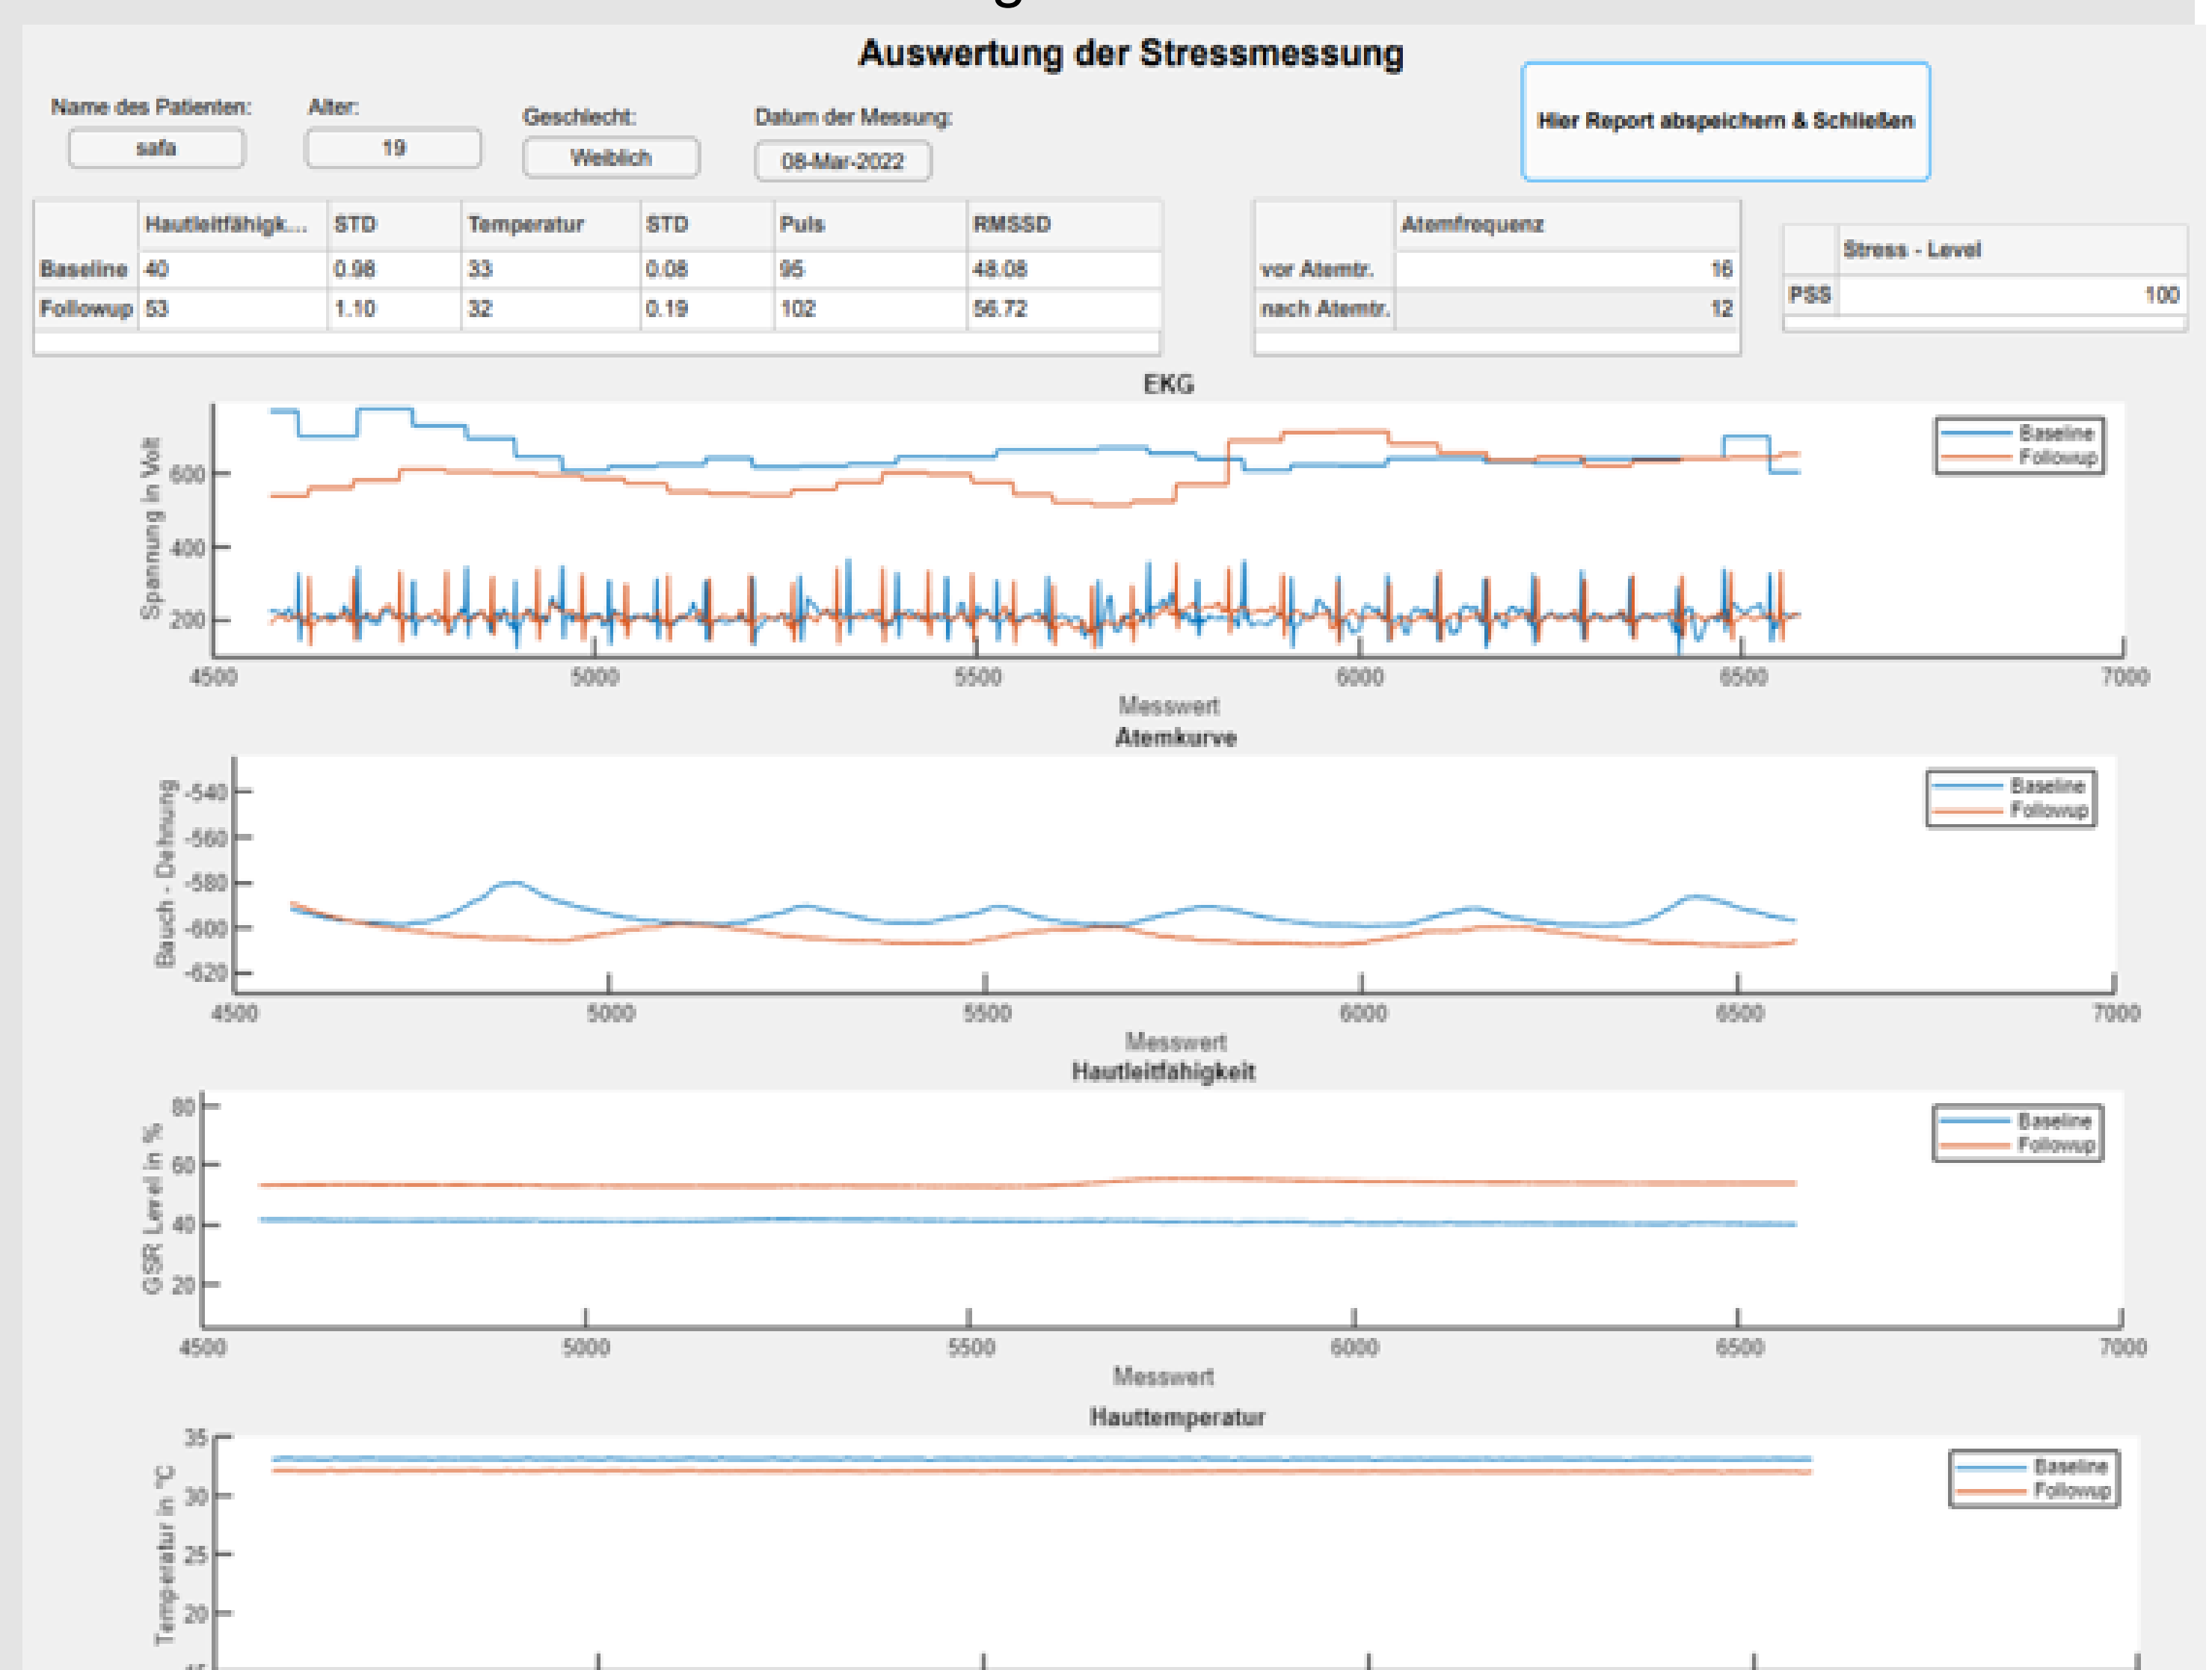 Auswertung der Stressmessung
Name des Patienten: Alter: Geschlecht: Datum der Messung:
safa 19 Weiblich 08-Mar-2022
Hier Report abspeichern & Schließen
Hautleitfähigk... STD Temperatur STD Puls RMSSD
Baseline 40 0.98 33 0.08 95 48.08
Followup 53 1.10 32 0.19 102 56.72
Atemfrequenz
vor Atemtr. 16
nach Atemtr. 12
Stress - Level
PSS 100
EKG
Spannung in Volt
600
400
200
Baseline
Followup
4500 5000 5500 6000 6500 7000
Messwert
Atemkurve
Bauch - Dehnung
-540
-560
-580
-600
-620
Baseline
Followup
4500 5000 5500 6000 6500 7000
Messwert
Hautleitfähigkeit
GSR Level in %
80
60
40
20
Baseline
Followup
4500 5000 5500 6000 6500 7000
Messwert
Hauttemperatur
Temperatur in °C
35
30
25
20
Baseline
Followup